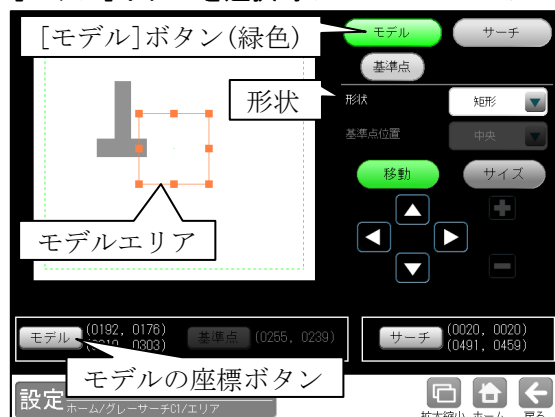 [モデル]ボタン(緑色)
モデル
サーチ
基準点
形状
形状
矩形
基準点位置
中央
移動
サイズ
モデルエリア
モデル
(0192, 0176)
0303)
基準点
(0255, 0239)
サーチ
(0020, 0020)
(0491, 0459)
モデルの座標ボタン
設定
ホーム/グレーサーチC1/エリア